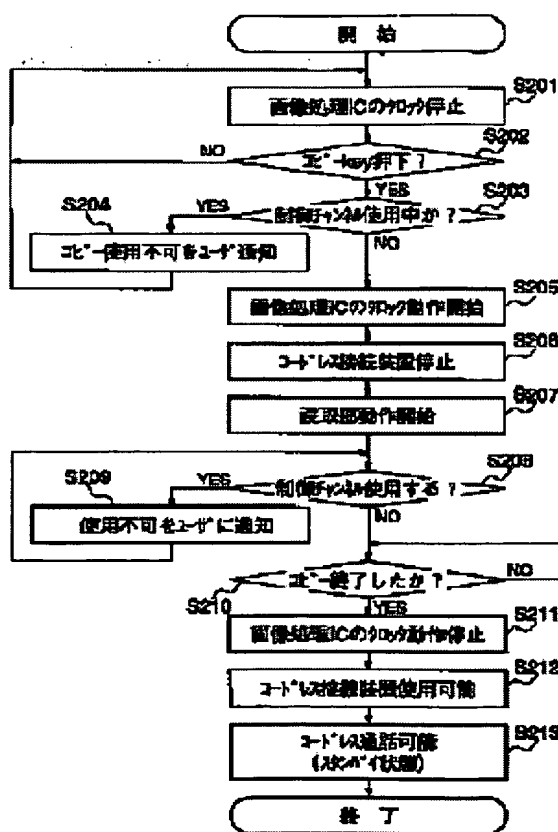 開始
S201
画像処理ICのクロック停止
S202
コピーkey押下?
NO
YES
S203
制御チャンネル使用中か?
YES
NO
S204
コピー使用不可をユーザ通知
S205
画像処理ICのクロック動作開始
S206
コードレス接続装置停止
S207
読取部動作開始
S208
制御チャンネル使用する?
YES
NO
S209
使用不可をユーザに通知
コピー終了したか?
NO
S210
YES
S211
画像処理ICのクロック動作停止
S212
コードレス接続装置使用可能
S213
コードレス通話可能
(スタンバイ状態)
終了